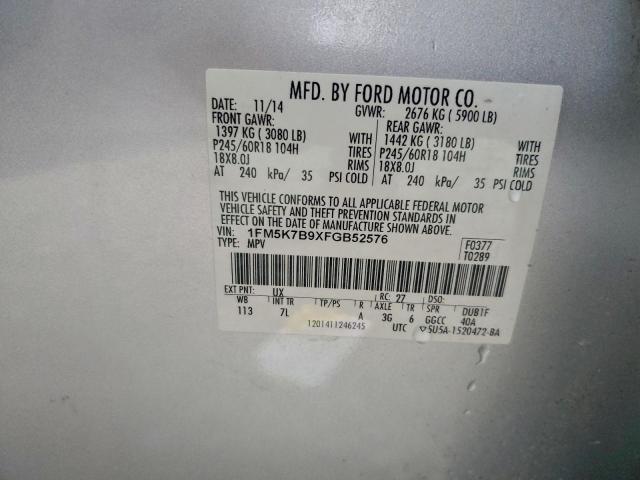 MFD. BY FORD MOTOR CO.
DATE: 11/14 GVWR: 2676 KG ( 5900 LB)
FRONT GAWR: REAR GAWR:
1397 KG ( 3080 LB) WITH 1442 KG ( 3180 LB) WITH
P245/60R18 104H TIRES P245/60R18 104H TIRES
18X8.0J RIMS 18X8.0J RIMS
AT 240 kPa/ 35 PSI COLD AT 240 kPa/ 35 PSI COLD
THIS VEHICLE CONFORMS TO ALL APPLICABLE FEDERAL MOTOR
VEHICLE SAFETY AND THEFT PREVENTION STANDARDS IN
EFFECT ON THE DATE OF MANUFACTURE SHOWN ABOVE.
VIN: 1FM5K7B9XFGB52576 F0377
TYPE: MPV T0289
EXT PNT: UX RC: 27 DSO:
WB INT TR TP/PS R AXLE TR SPR DUB1F
113 7L A 3G 6 GGCC 40A
1201411246245 UTC ▽5U5A-1520472-BA